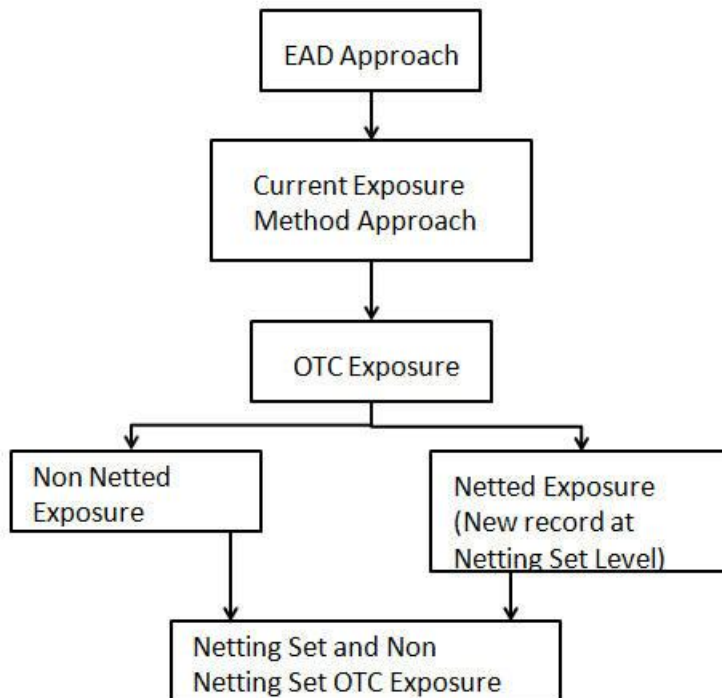 EAD Approach
Current Exposure
Method Approach
OTC Exposure
Non Netted
Exposure
Netted Exposure
(New record at
Netting Set Level)
Netting Set and Non
Netting Set OTC Exposure